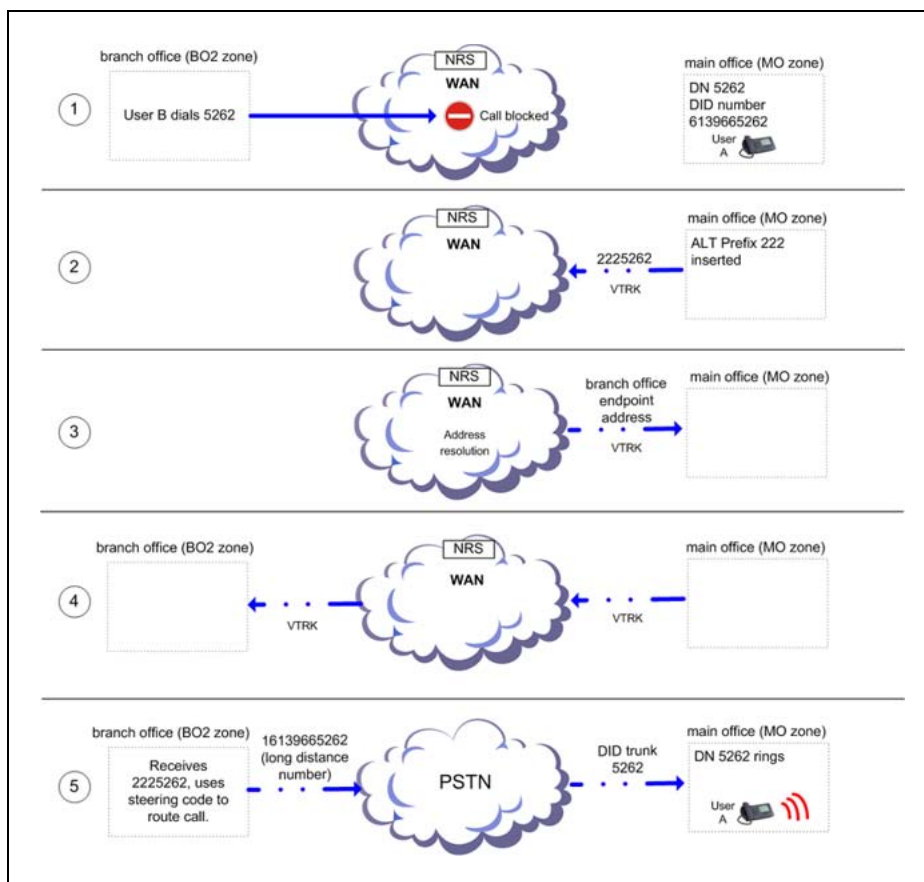 branch office (BO2 zone)
1
User B dials 5262
NRS
WAN
Call blocked
main office (MO zone)
DN 5262
DID number
6139665262
User
A
2
NRS
WAN
2225262
VTRK
main office (MO zone)
ALT Prefix 222
inserted
3
NRS
WAN
Address
resolution
branch office
endpoint
address
VTRK
main office (MO zone)
branch office (BO2 zone)
4
VTRK
NRS
WAN
VTRK
main office (MO zone)
branch office (BO2 zone)
5
Receives
2225262, uses
steering code to
route call.
16139665262
(long distance
number)
PSTN
DID trunk
5262
main office (MO zone)
DN 5262 rings
User
A